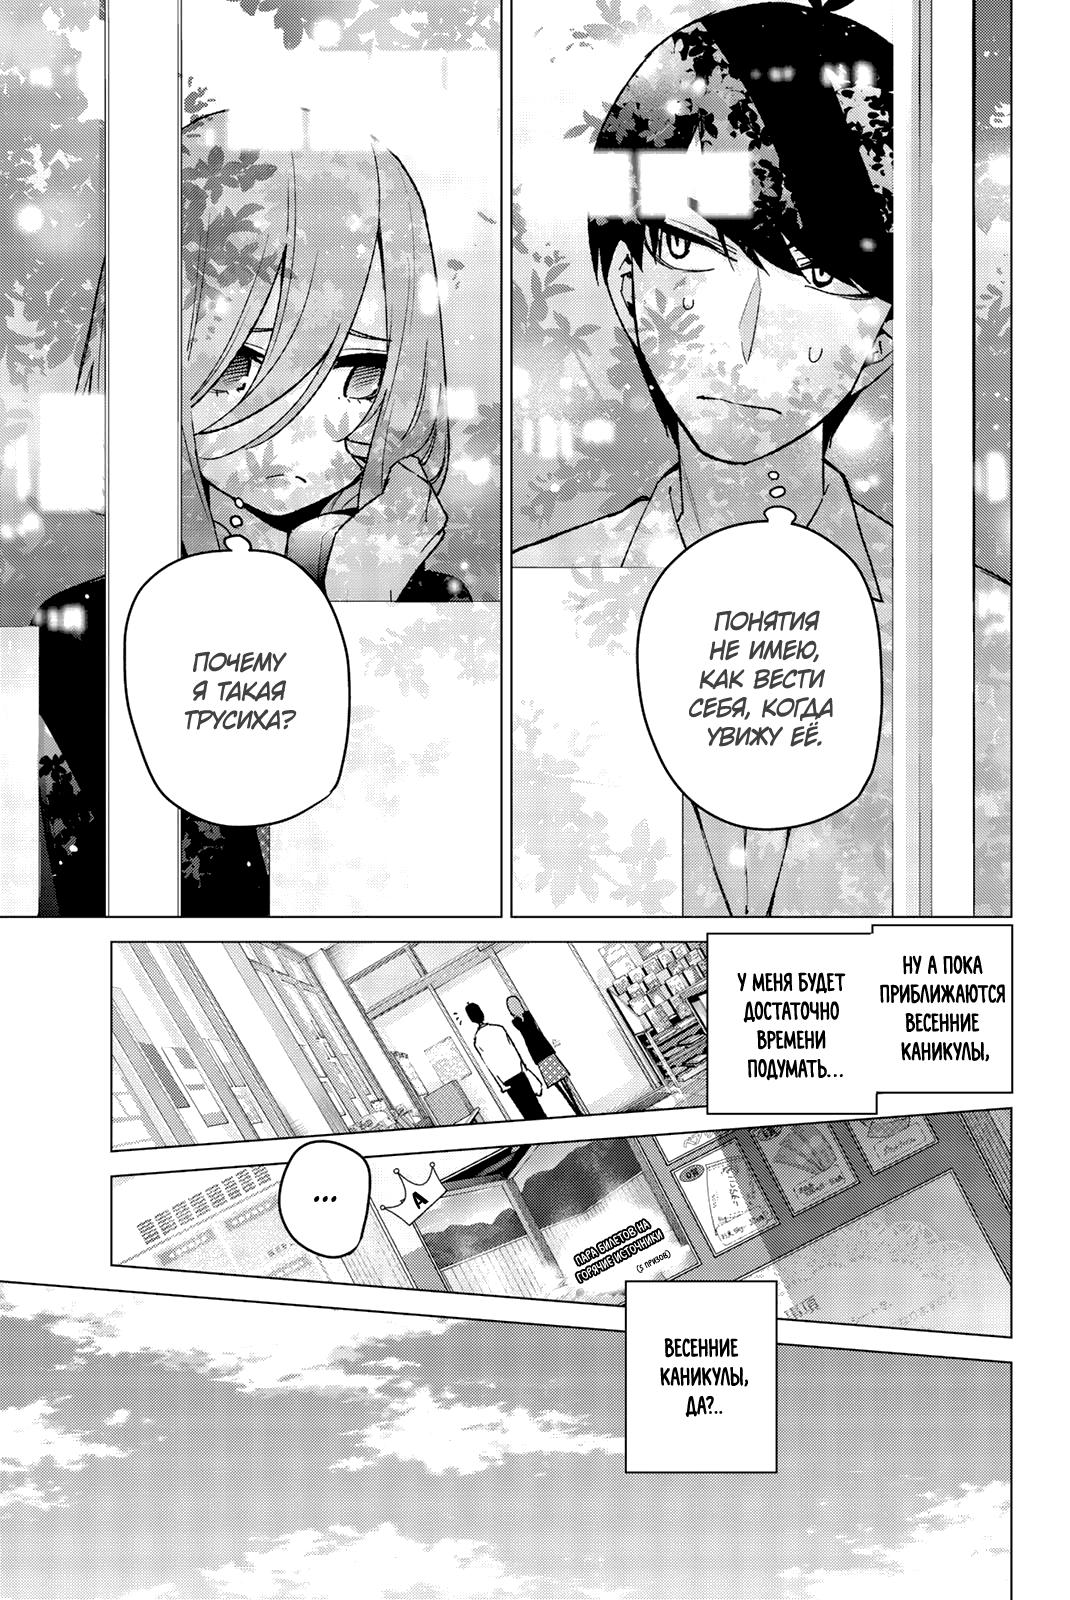 ПОНЯТИЯ
НЕ ИМЕЮ,
КАК ВЕСТИ
СЕБЯ, КОГДА
УВИЖУ ЕЁ.
ПОЧЕМУ
Я ТАКАЯ
ТРУСИХА?
НУ А ПОКА
ПРИБЛИЖАЮТСЯ
ВЕСЕННИЕ
КАНИКУЛЫ,
У МЕНЯ БУДЕТ
ДОСТАТОЧНО
ВРЕМЕНИ
ПОДУМАТЬ...
...
А
ПАРА БИЛЕТОВ НА
ГОРЯЧИЕ ИСТОЧНИКИ
(5 ПРИЗОВ)
ВЕСЕННИЕ
КАНИКУЛЫ,
ДА?..